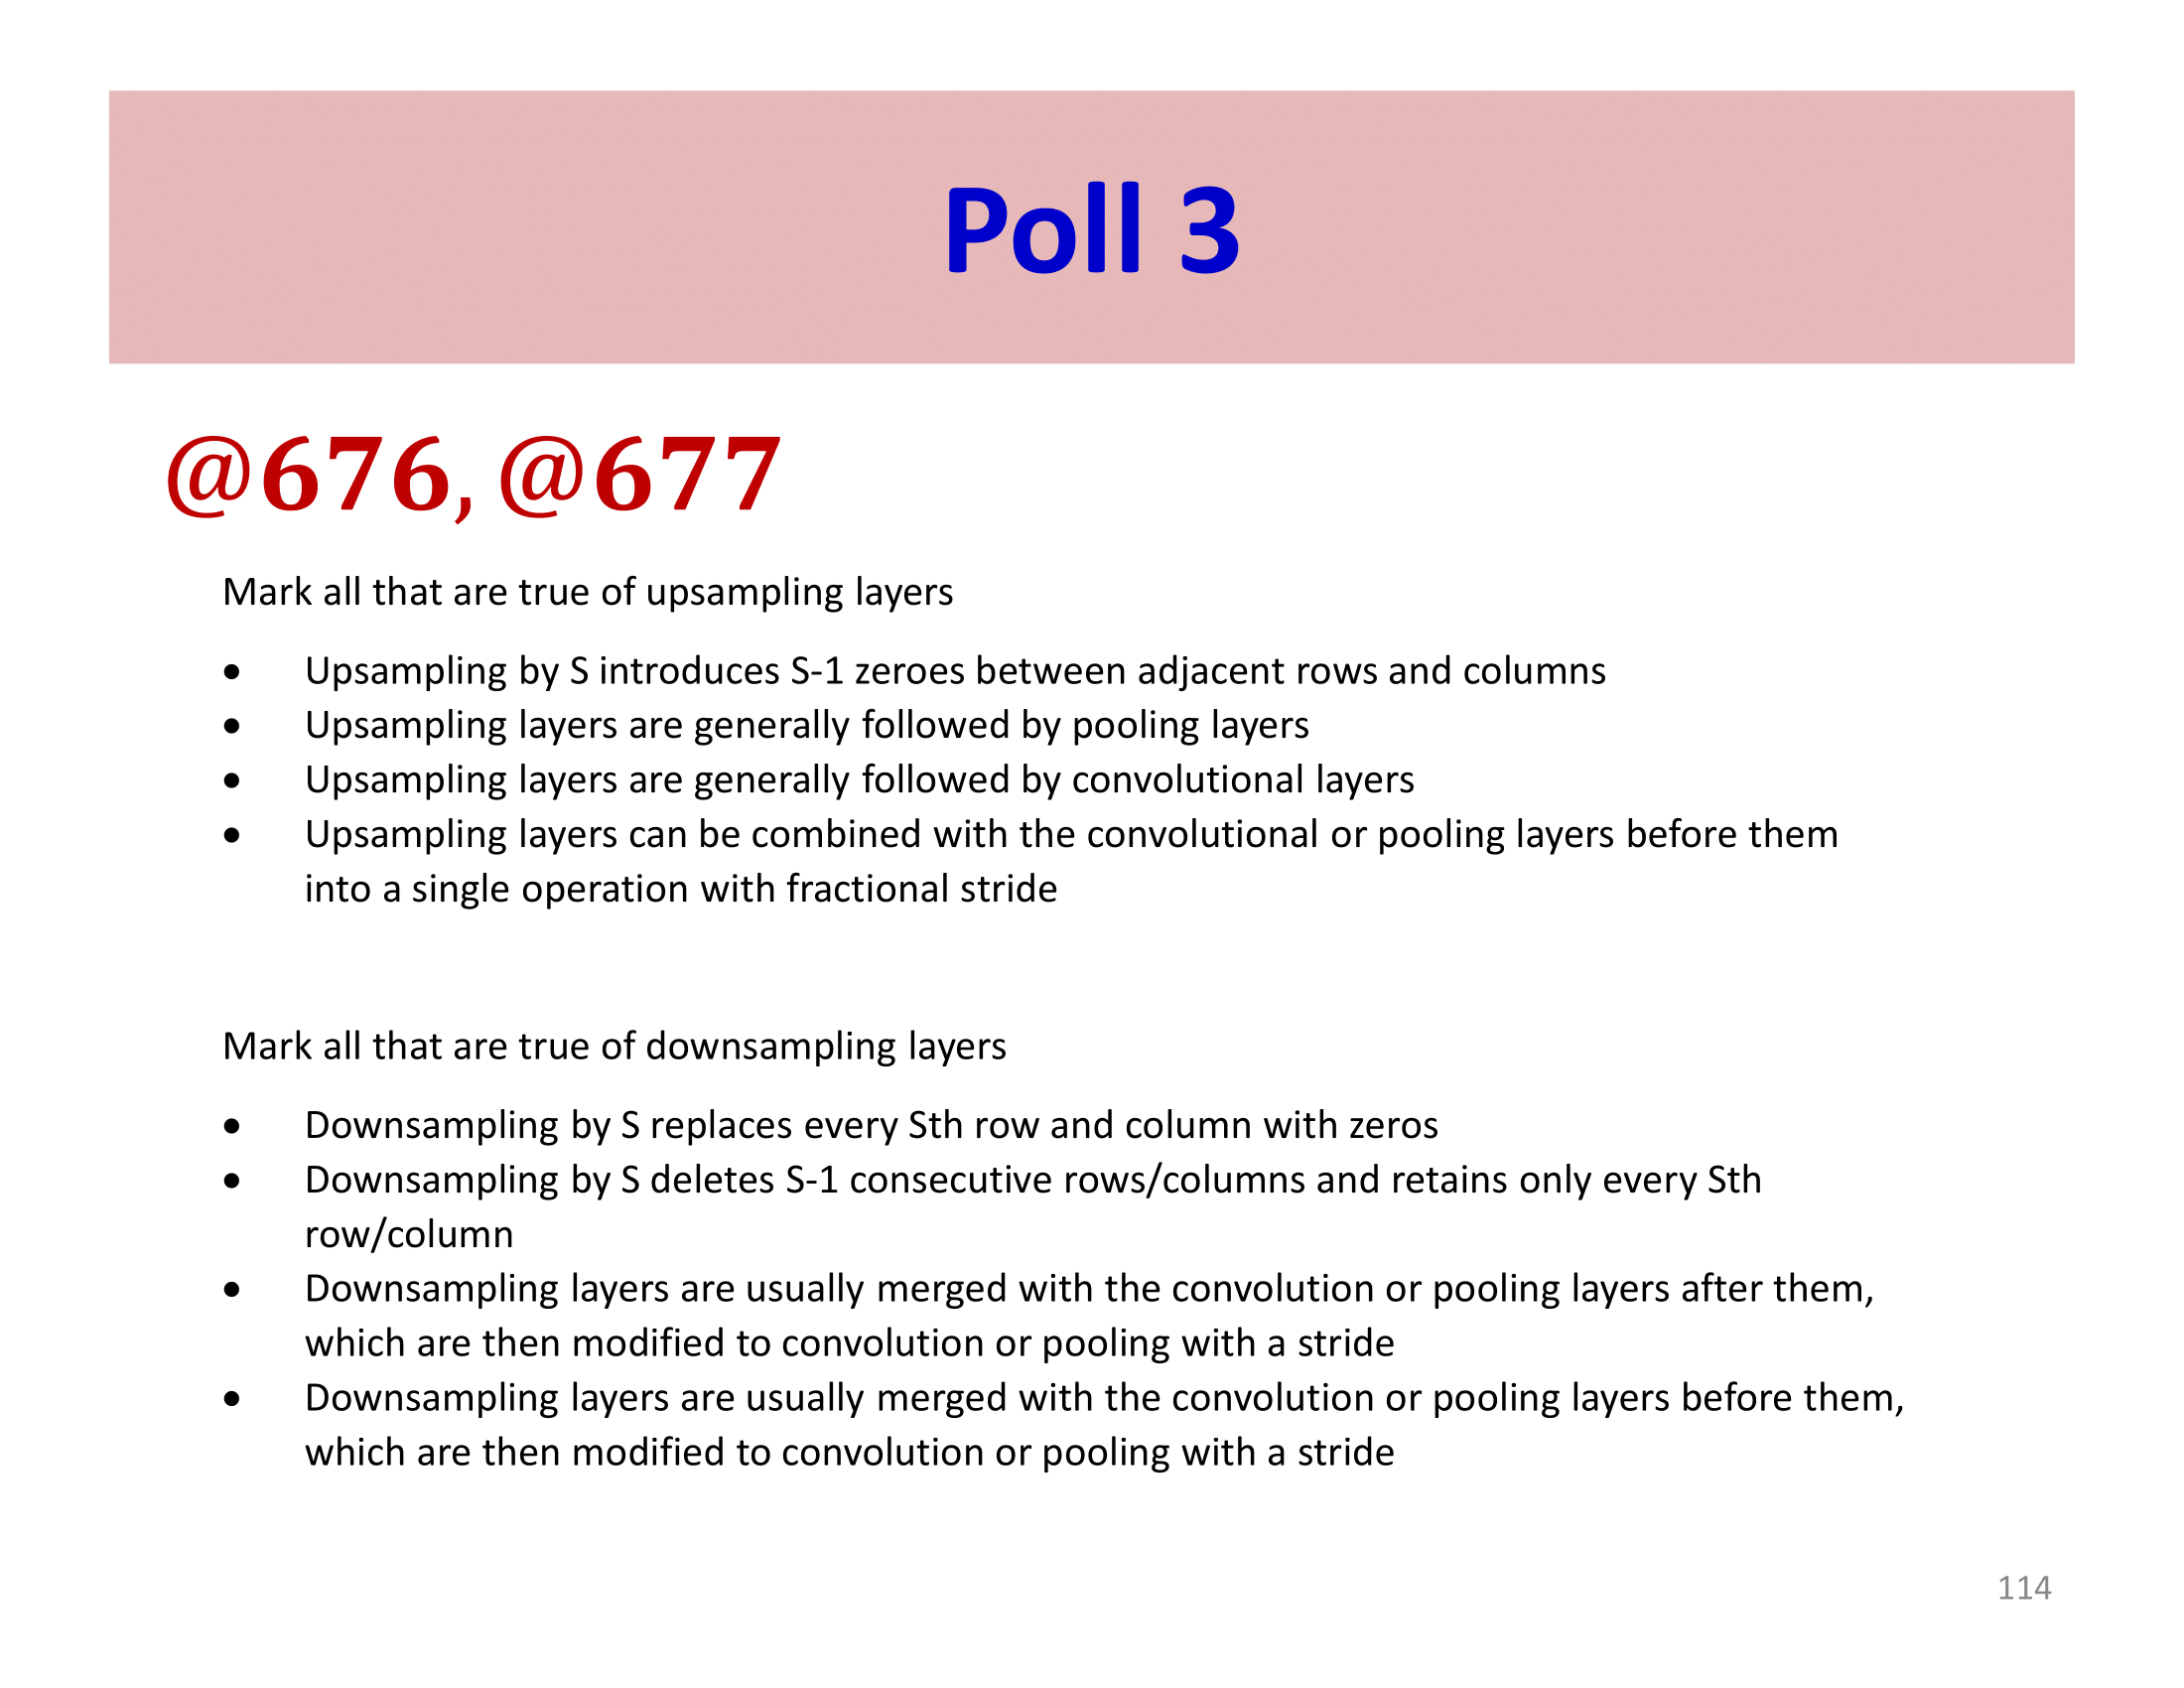 Poll 3
@676, @677
Mark all that are true of upsampling layers
• Upsampling by S introduces S-1 zeroes between adjacent rows and columns
• Upsampling layers are generally followed by pooling layers
• Upsampling layers are generally followed by convolutional layers
• Upsampling layers can be combined with the convolutional or pooling layers before them
into a single operation with fractional stride
Mark all that are true of downsampling layers
• Downsampling by S replaces every Sth row and column with zeros
• Downsampling by S deletes S-1 consecutive rows/columns and retains only every Sth
row/column
• Downsampling layers are usually merged with the convolution or pooling layers after them,
which are then modified to convolution or pooling with a stride
• Downsampling layers are usually merged with the convolution or pooling layers before them,
which are then modified to convolution or pooling with a stride
114